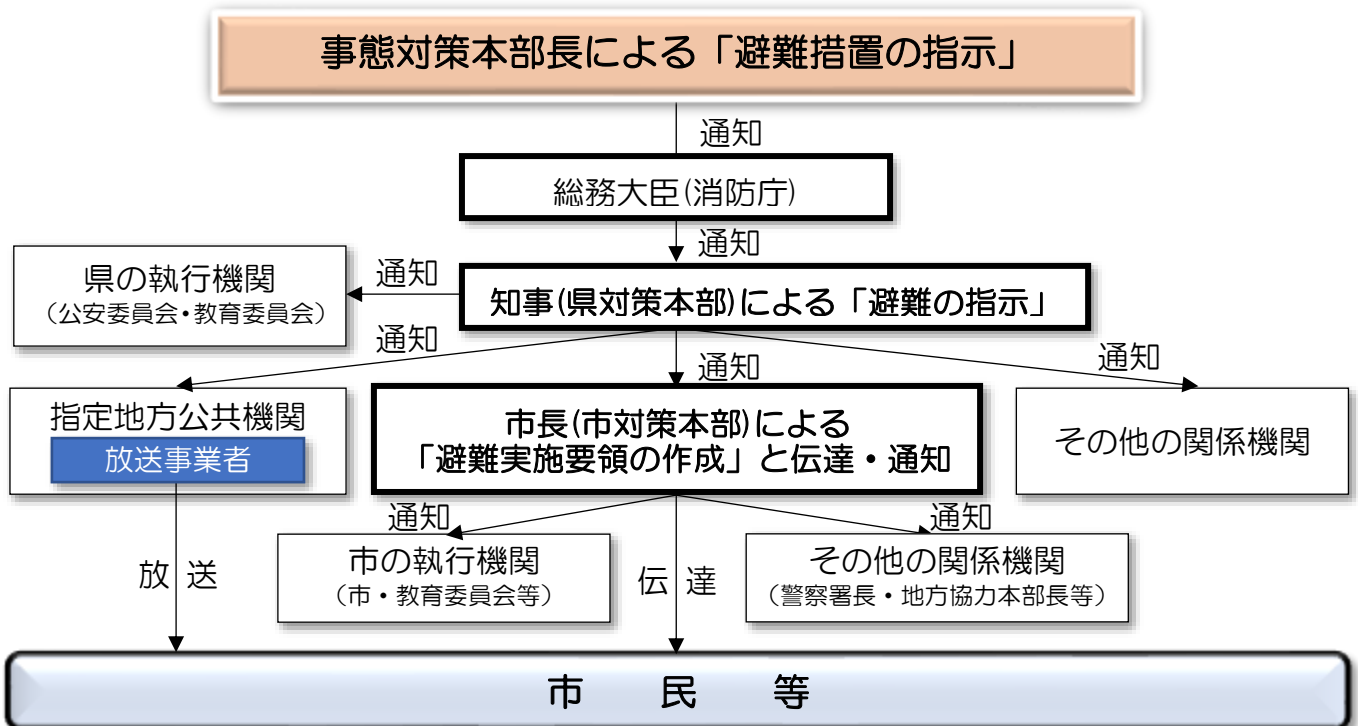 事態対策本部長による「避難措置の指示」
通知
総務大臣(消防庁)
通知
県の執行機関
（公安委員会・教育委員会）
通知
知事(県対策本部)による「避難の指示」
通知
通知
通知
指定地方公共機関
放送事業者
市長(市対策本部)による
「避難実施要領の作成」と伝達・通知
その他の関係機関
通知
通知
放送
市の執行機関
（市・教育委員会等）
伝達
その他の関係機関
（警察署長・地方協力本部長等）
市　民　等